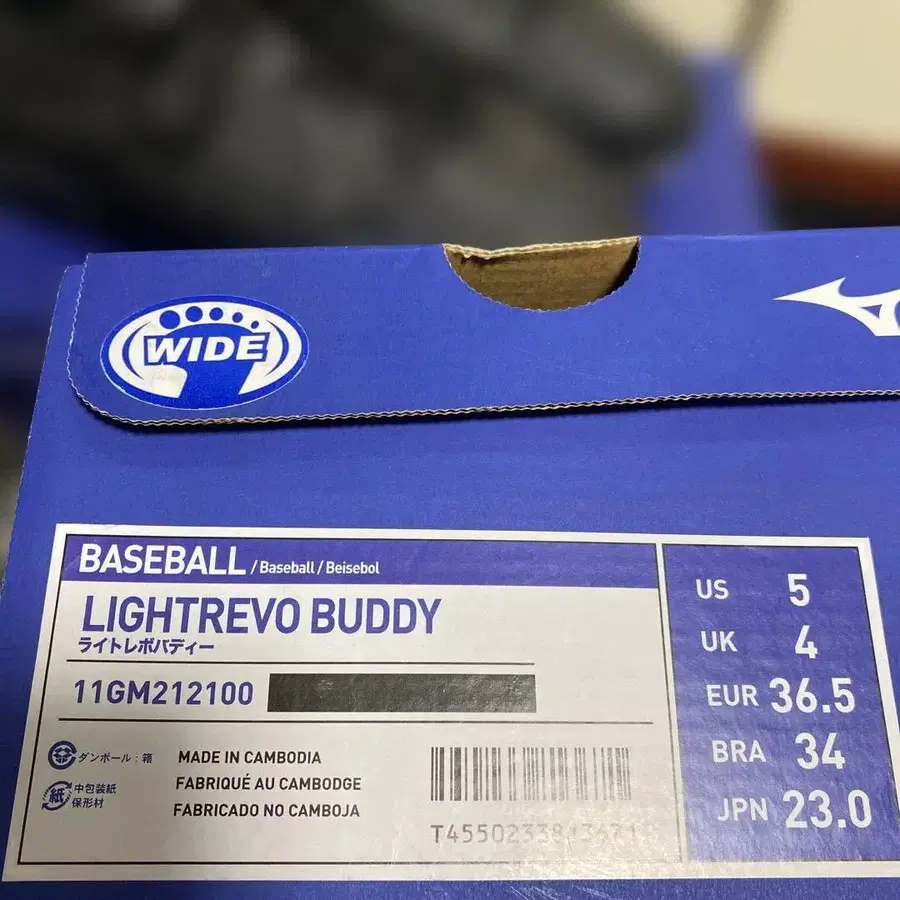 WIDE
BASEBALL / Baseball / Beisebol
LIGHTREVO BUDDY
ライトレボバディー
11GM212100
ダンボール : 箱
紙
中包装紙
保形材
MADE IN CAMBODIA
FABRIQUÉ AU CAMBODGE
FABRICADO NO CAMBOJA
US 5
UK 4
EUR 36.5
BRA 34
JPN 23.0